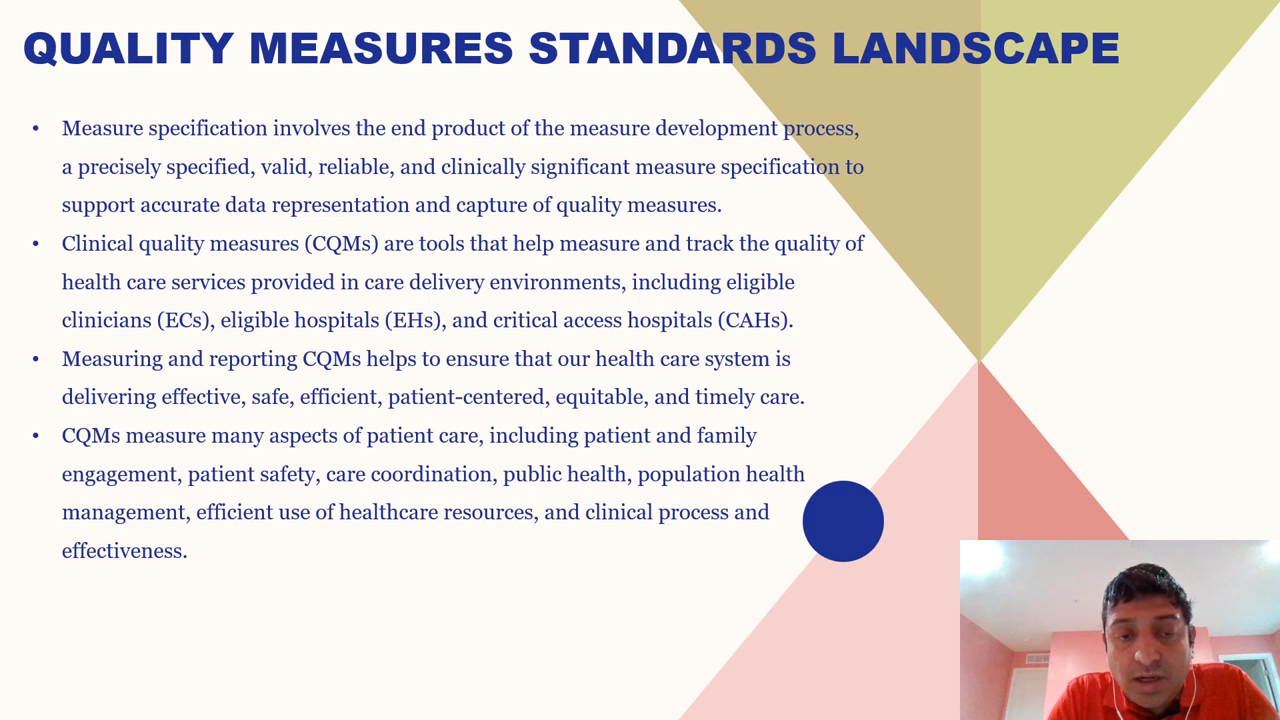 QUALITY MEASURES STANDARDS LANDSCAPE
• Measure specification involves the end product of the measure development process,
a precisely specified, valid, reliable, and clinically significant measure specification to
support accurate data representation and capture of quality measures.
• Clinical quality measures (CQMs) are tools that help measure and track the quality of
health care services provided in care delivery environments, including eligible
clinicians (ECs), eligible hospitals (EHs), and critical access hospitals (CAHs).
• Measuring and reporting CQMs helps to ensure that our health care system is
delivering effective, safe, efficient, patient-centered, equitable, and timely care.
• CQMs measure many aspects of patient care, including patient and family
engagement, patient safety, care coordination, public health, population health
management, efficient use of healthcare resources, and clinical process and
effectiveness.